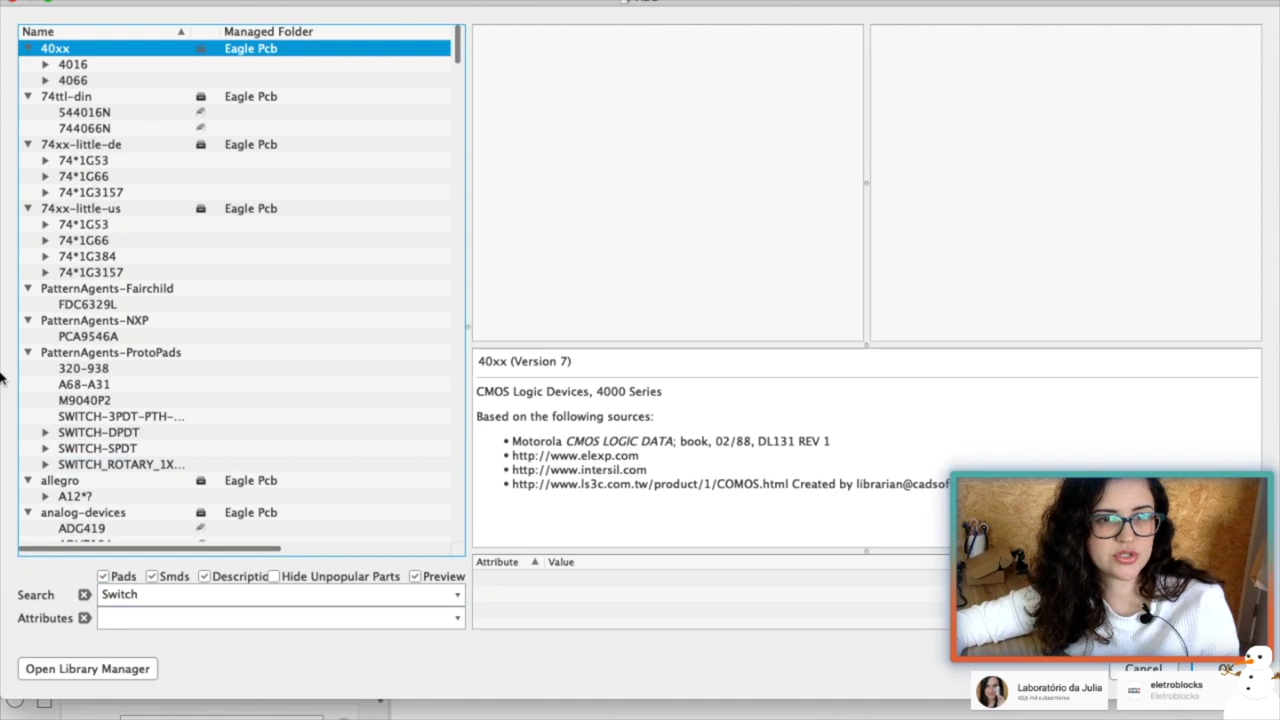 Name Managed Folder
40xx Eagle Pcb
4016
4066
74ttl-din Eagle Pcb
544016N
744066N
74xx-little-de Eagle Pcb
74*1G53
74*1G66
74*1G3157
74xx-little-us Eagle Pcb
74*1G53
74*1G66
74*1G384
74*1G3157
PatternAgents-Fairchild
FDC6329L
PatternAgents-NXP
PCA9546A
PatternAgents-ProtoPads
320-938
A68-A31
M9040P2
SWITCH-3PDT-PTH-...
SWITCH-DPDT
SWITCH-SPDT
SWITCH_ROTARY_1X...
allegro Eagle Pcb
A12*?
analog-devices Eagle Pcb
ADG419
Pads Smds Descriptio Hide Unpopular Parts Preview
Search Switch
Attributes
Open Library Manager
40xx (Version 7)
CMOS Logic Devices, 4000 Series
Based on the following sources:
• Motorola CMOS LOGIC DATA; book, 02/88, DL131 REV 1
• http://www.elexp.com
• http://www.intersil.com
• http://www.ls3c.com.tw/product/1/COMOS.html Created by librarian@cadsof
Attribute Value
Cancel OK
Laboratório da Julia
eletroblocks
Eletroblocks